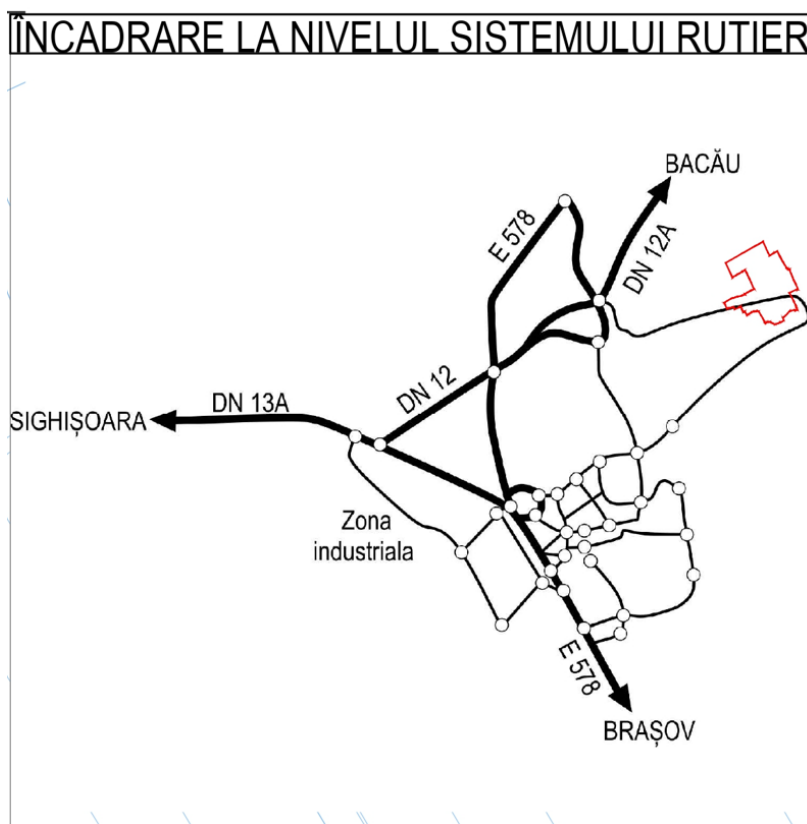 ÎNCADRARE LA NIVELUL SISTEMULUI RUTIER
BACĂU
E 578
DN 12A
DN 12
DN 13A
SIGHIȘOARA
Zona
industriala
E 578
BRAȘOV